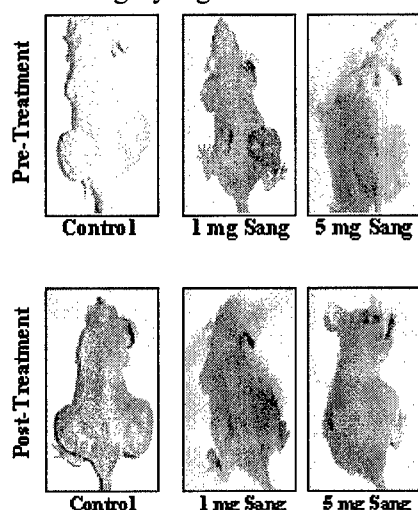 Pre-Treatment
Control
1 mg Sang
5 mg Sang
Post-Treatment
Control
1 mg Sang
5 mg Sang